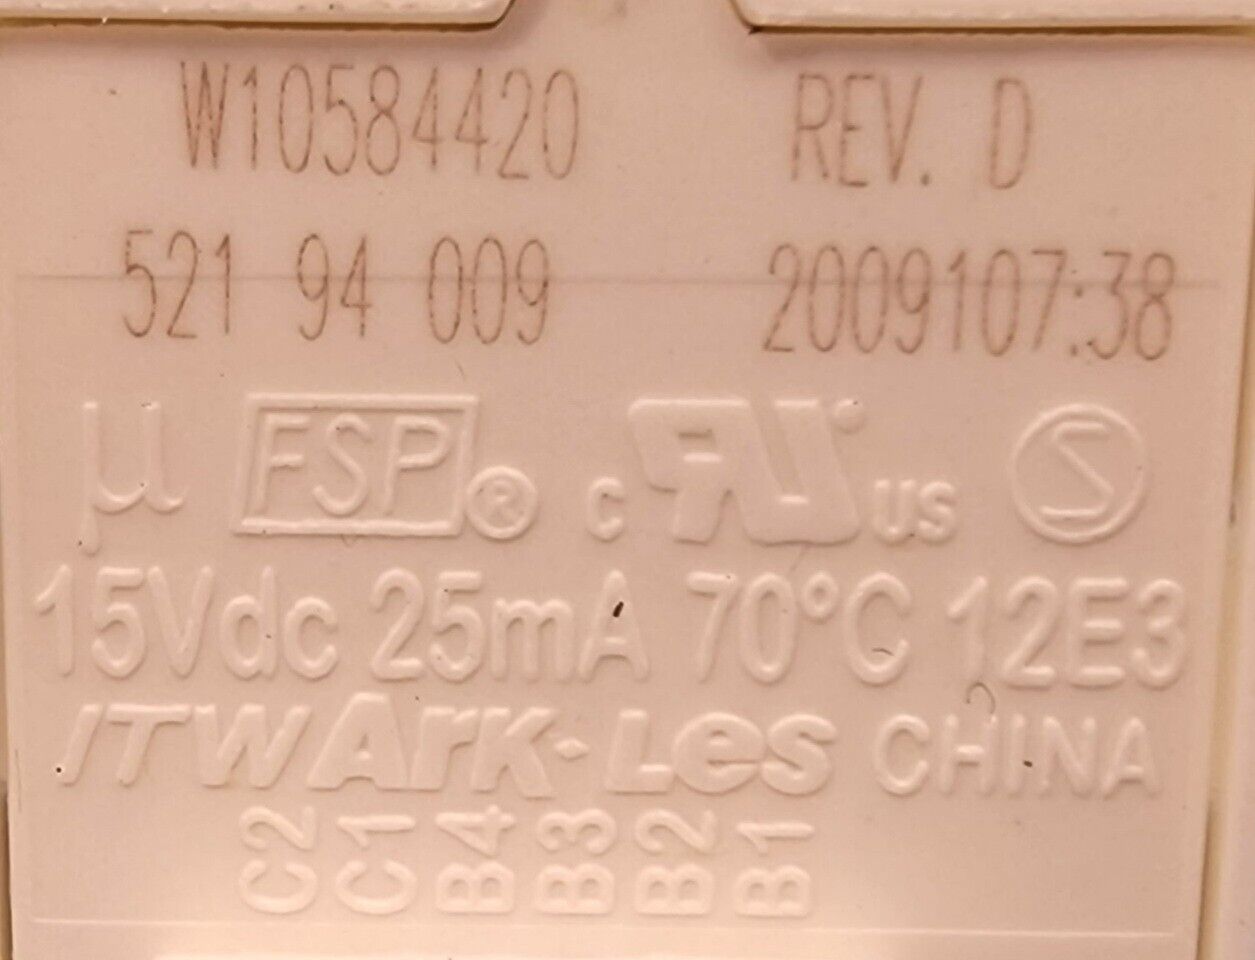 W10584420 REV. D
521 94 009 2009107:38
µ FSP® c RU us
15Vdc 25mA 70°C 12E3
ITW Ark-Les CHINA
C2 C1 B4 B3 B2 B1